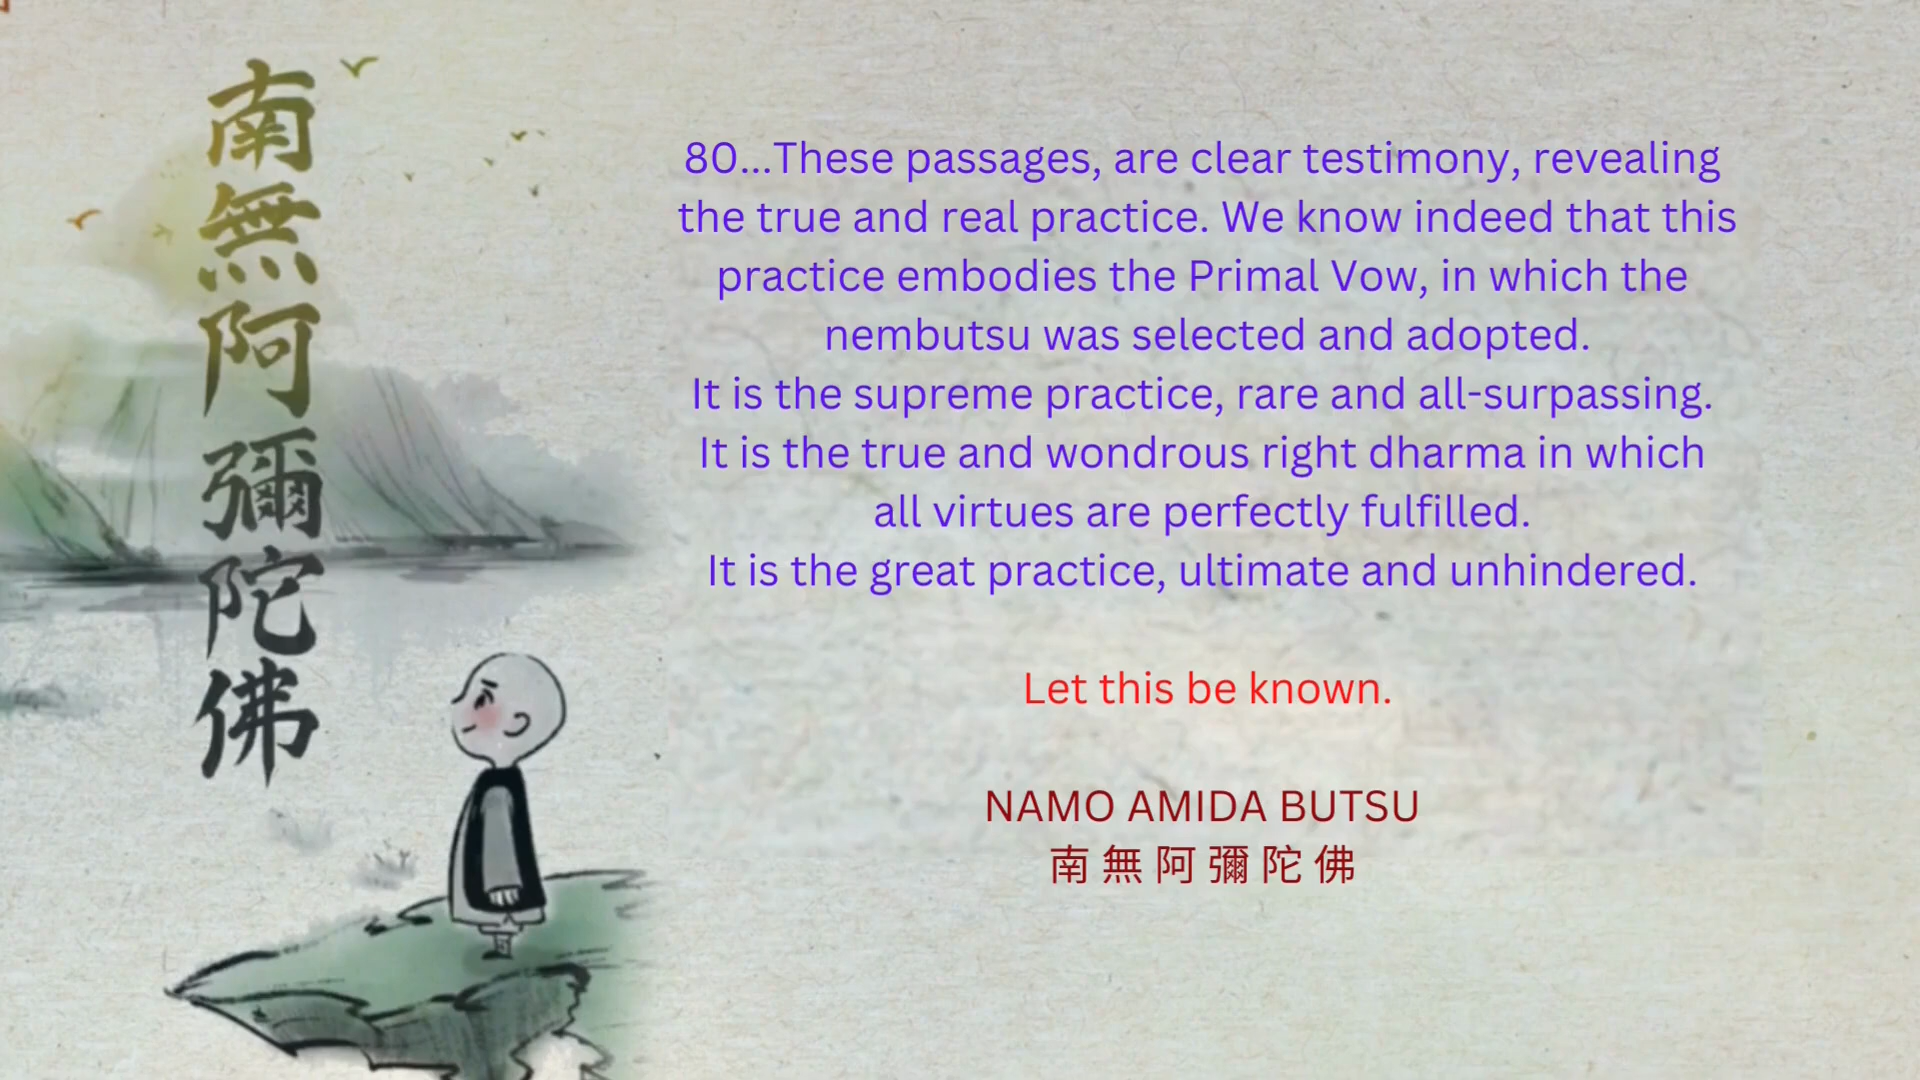 南無阿彌陀佛
80...These passages, are clear testimony, revealing
the true and real practice. We know indeed that this
practice embodies the Primal Vow, in which the
nembutsu was selected and adopted.
It is the supreme practice, rare and all-surpassing.
It is the true and wondrous right dharma in which
all virtues are perfectly fulfilled.
It is the great practice, ultimate and unhindered.
Let this be known.
NAMO AMIDA BUTSU
南 無 阿 彌 陀 佛